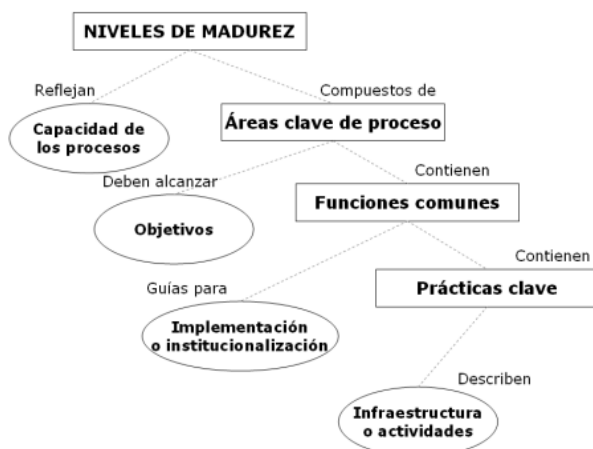 NIVELES DE MADUREZ
Reflejan
Compuestos de
Capacidad de
los procesos
Áreas clave de proceso
Deben alcanzar
Contienen
Objetivos
Funciones comunes
Contienen
Guías para
Prácticas clave
Implementación
o institucionalización
Describen
Infraestructura
o actividades